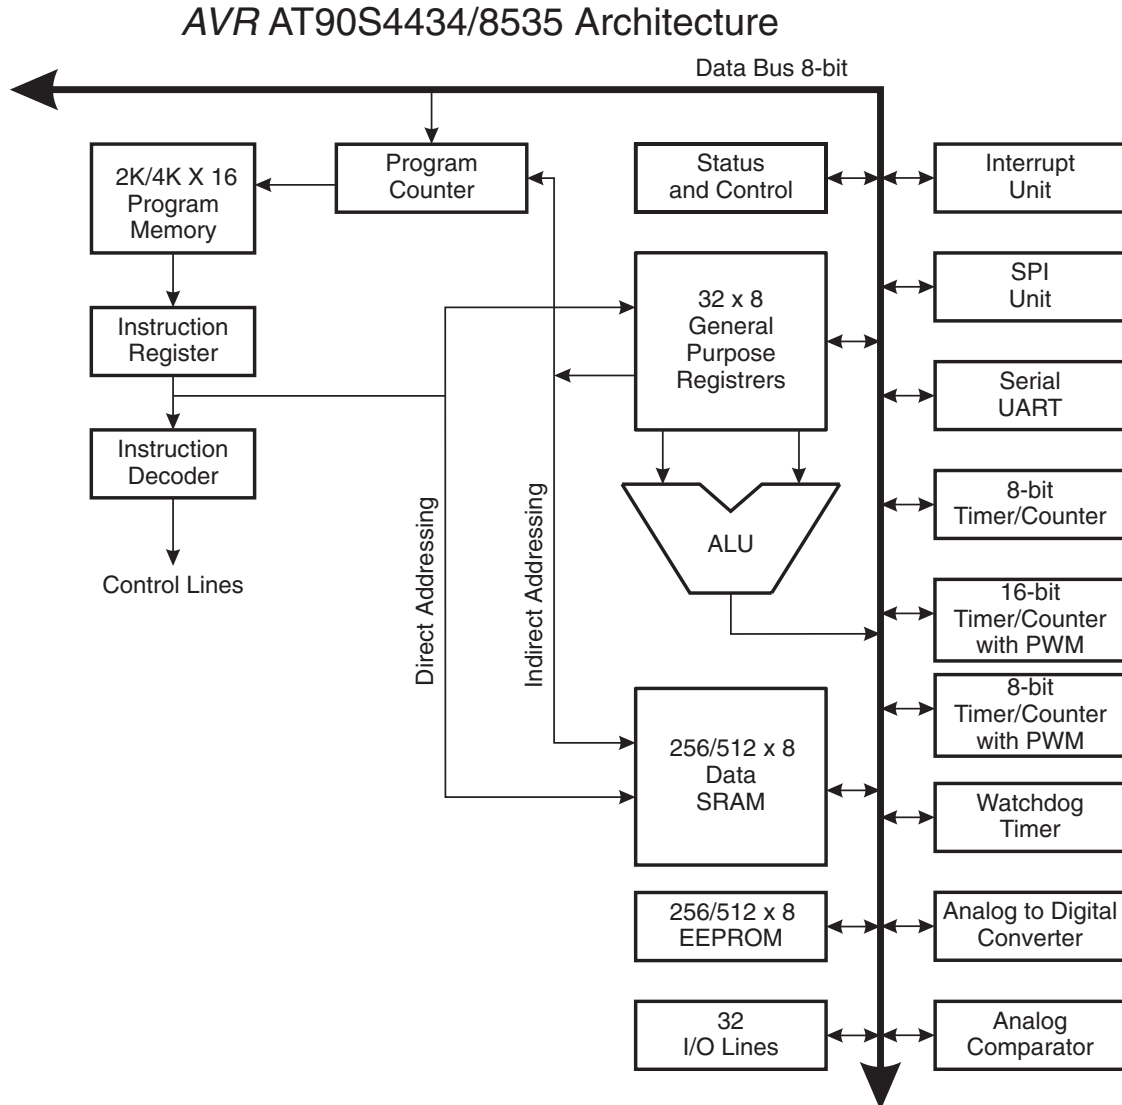 AVR AT90S4434/8535 Architecture
Data Bus 8-bit
2K/4K X 16
Program
Memory
Program
Counter
Status
and Control
Interrupt
Unit
Instruction
Register
32 x 8
General
Purpose
Registrers
SPI
Unit
Serial
UART
Instruction
Decoder
Control Lines
Direct Addressing
Indirect Addressing
ALU
8-bit
Timer/Counter
16-bit
Timer/Counter
with PWM
8-bit
Timer/Counter
with PWM
256/512 x 8
Data
SRAM
Watchdog
Timer
256/512 x 8
EEPROM
Analog to Digital
Converter
32
I/O Lines
Analog
Comparator